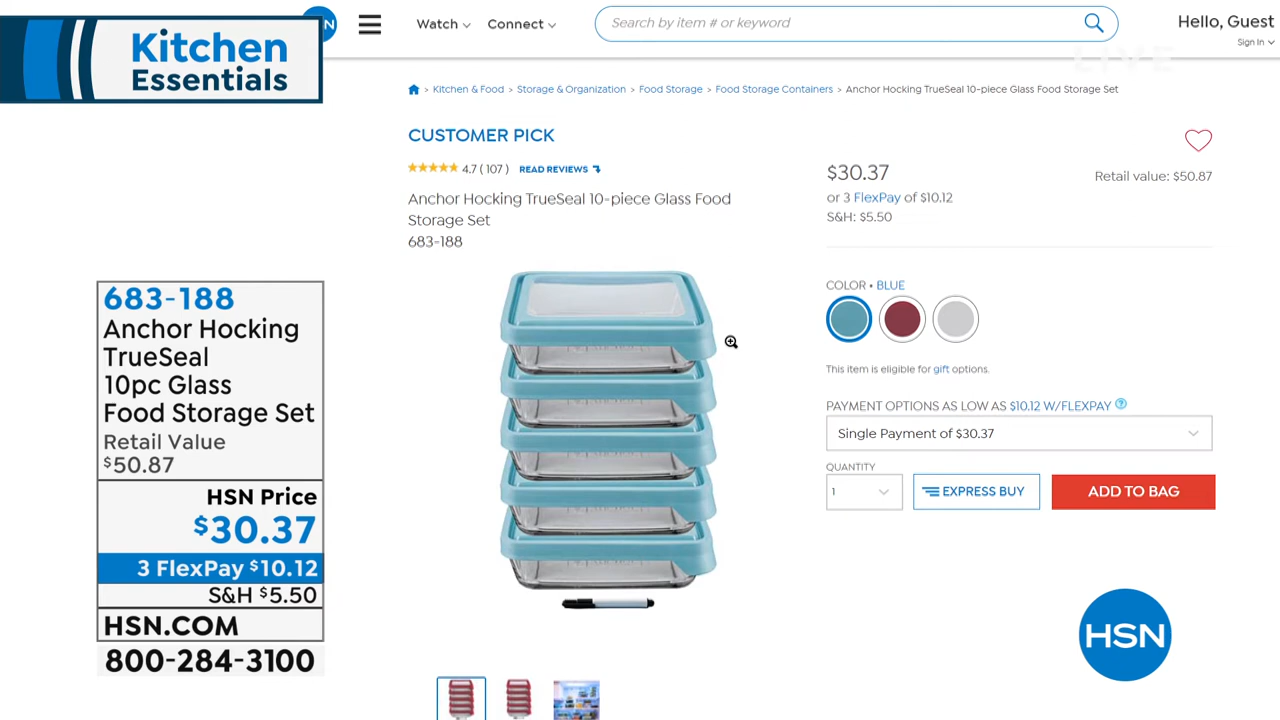 Kitchen
Essentials
HSN
Watch
Connect
Search by item # or keyword
Hello, Guest
Sign In
LIVE
> Kitchen & Food > Storage & Organization > Food Storage > Food Storage Containers > Anchor Hocking TrueSeal 10-piece Glass Food Storage Set
CUSTOMER PICK
4.7 ( 107 ) READ REVIEWS
Anchor Hocking TrueSeal 10-piece Glass Food
Storage Set
683-188
$30.37
Retail value: $50.87
or 3 FlexPay of $10.12
S&H: $5.50
COLOR • BLUE
This item is eligible for gift options.
PAYMENT OPTIONS AS LOW AS $10.12 W/FLEXPAY ?
Single Payment of $30.37
QUANTITY
1
EXPRESS BUY
ADD TO BAG
683-188
Anchor Hocking
TrueSeal
10pc Glass
Food Storage Set
Retail Value
$50.87
HSN Price
$30.37
3 FlexPay $10.12
S&H $5.50
HSN.COM
800-284-3100
HSN